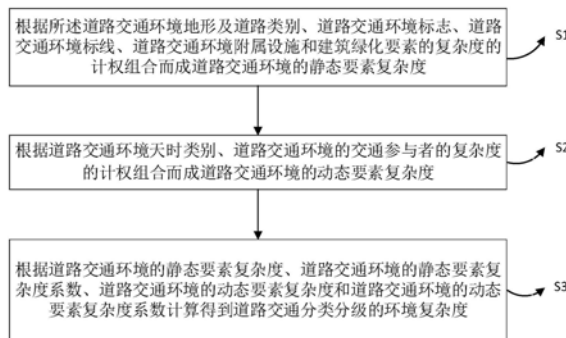 根据所述道路交通环境地形及道路类别、道路交通环境标志、道路
交通环境标线、道路交通环境附属设施和建筑绿化要素的复杂度的
计权组合而成道路交通环境的静态要素复杂度
S1
根据道路交通环境天时类别、道路交通环境的交通参与者的复杂度
的计权组合而成道路交通环境的动态要素复杂度
S2
根据道路交通环境的静态要素复杂度、道路交通环境的静态要素复
杂度系数、道路交通环境的动态要素复杂度和道路交通环境的动态
要素复杂度系数计算得到道路交通分类分级的环境复杂度
S3